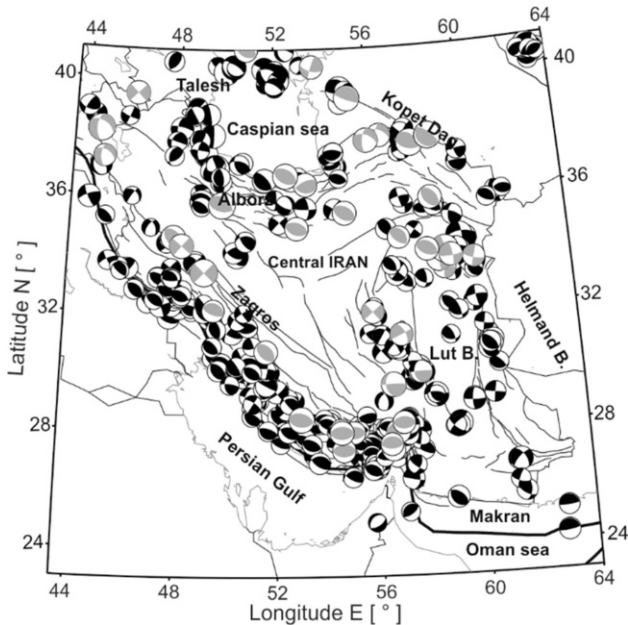 44 48 52 56 60 64
40 40
Talesh
Caspian sea
Kopet Dag
36 36
Albors
Central IRAN
32 32
Zagros
Helmand B.
Lut B.
28 28
Persian Gulf
Makran
24 24
Oman sea
44 48 52 56 60 64
Latitude N [ ° ]
Longitude E [ ° ]